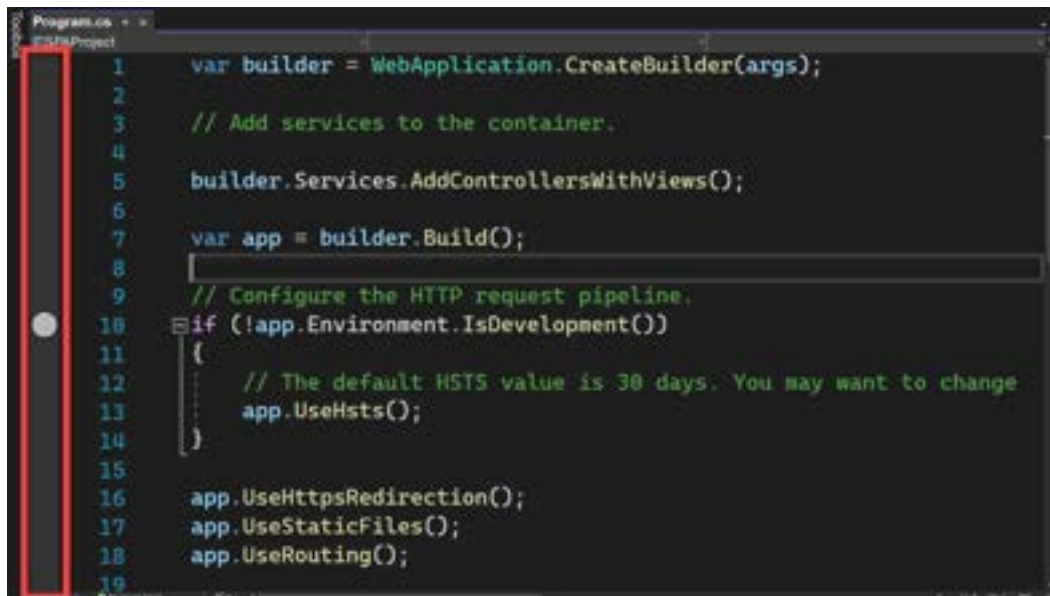 Toolbox
Program.cs
SPAProject
1 var builder = WebApplication.CreateBuilder(args);
2
3 // Add services to the container.
4
5 builder.Services.AddControllersWithViews();
6
7 var app = builder.Build();
8
9 // Configure the HTTP request pipeline.
10 if (!app.Environment.IsDevelopment())
11 {
12 // The default HSTS value is 30 days. You may want to change
13 app.UseHsts();
14 }
15
16 app.UseHttpsRedirection();
17 app.UseStaticFiles();
18 app.UseRouting();
19